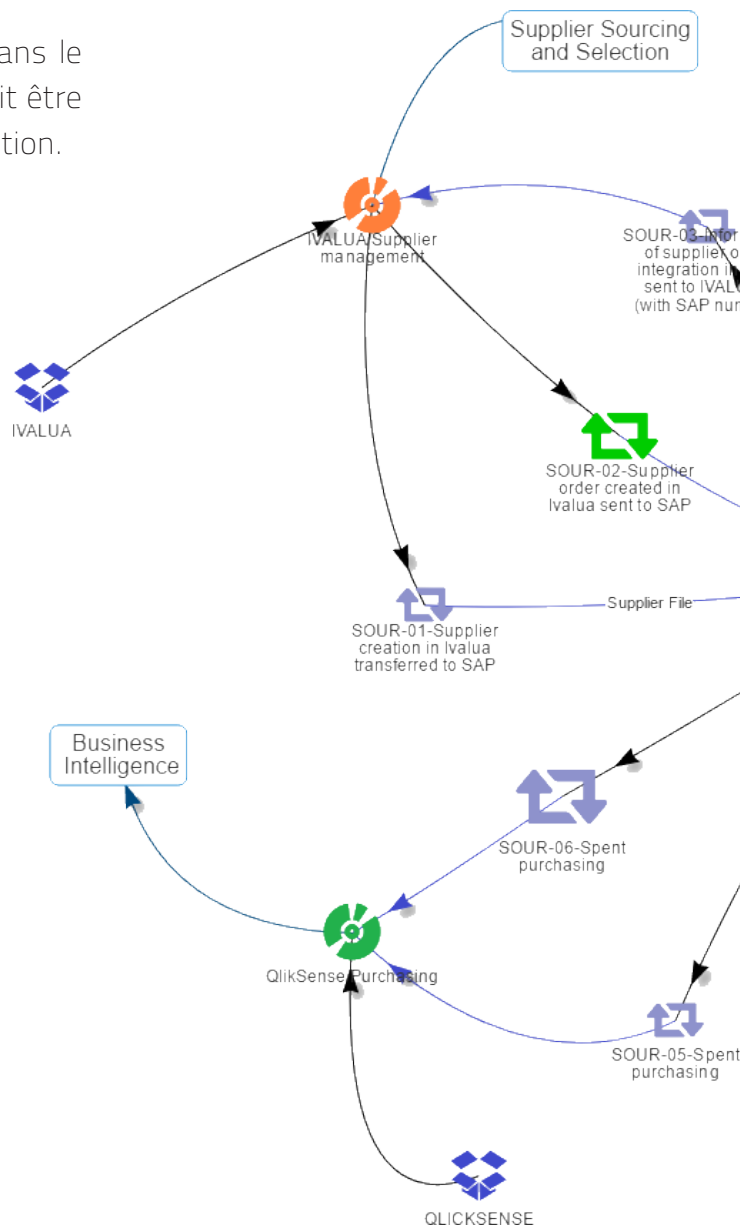 ans le
it être
tion.
Supplier Sourcing
and Selection
IVALUA/Supplier
management
SOUR-03-Infor
of supplier o
integration i
sent to IVAL
(with SAP nu
IVALUA
SOUR-02-Supplier
order created in
Ivalua sent to SAP
Supplier File
SOUR-01-Supplier
creation in Ivalua
transferred to SAP
Business
Intelligence
SOUR-06-Spent
purchasing
QlikSense Purchasing
SOUR-05-Spent
purchasing
QLICKSENSE